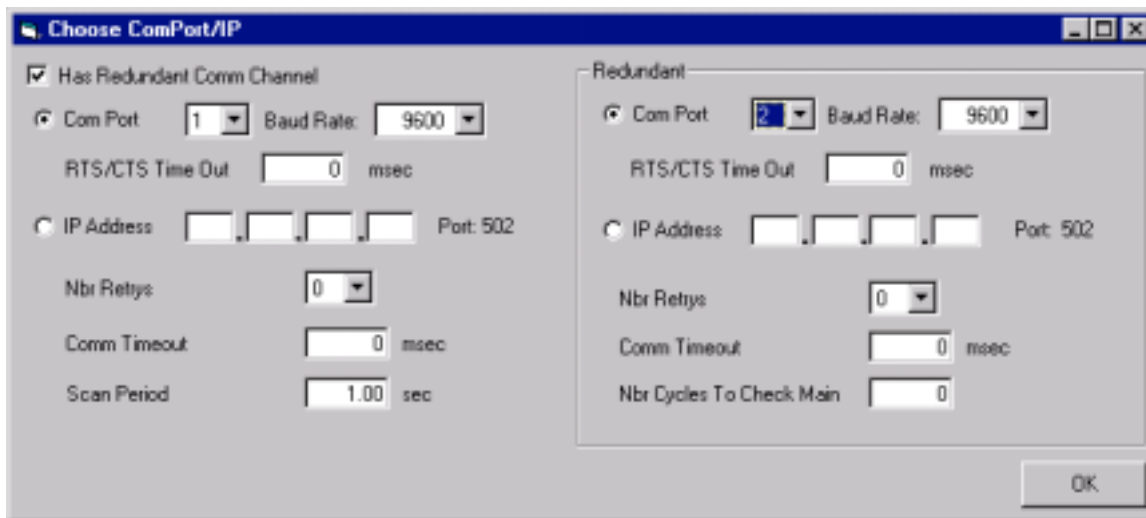 Choose ComPort/IP
Has Redundant Comm Channel
Com Port 1 Baud Rate: 9600
RTS/CTS Time Out 0 msec
IP Address . . . Port: 502
Nbr Retrys 0
Comm Timeout 0 msec
Scan Period 1.00 sec
Redundant
Com Port 2 Baud Rate: 9600
RTS/CTS Time Out 0 msec
IP Address . . . Port: 502
Nbr Retrys 0
Comm Timeout 0 msec
Nbr Cycles To Check Main 0
OK